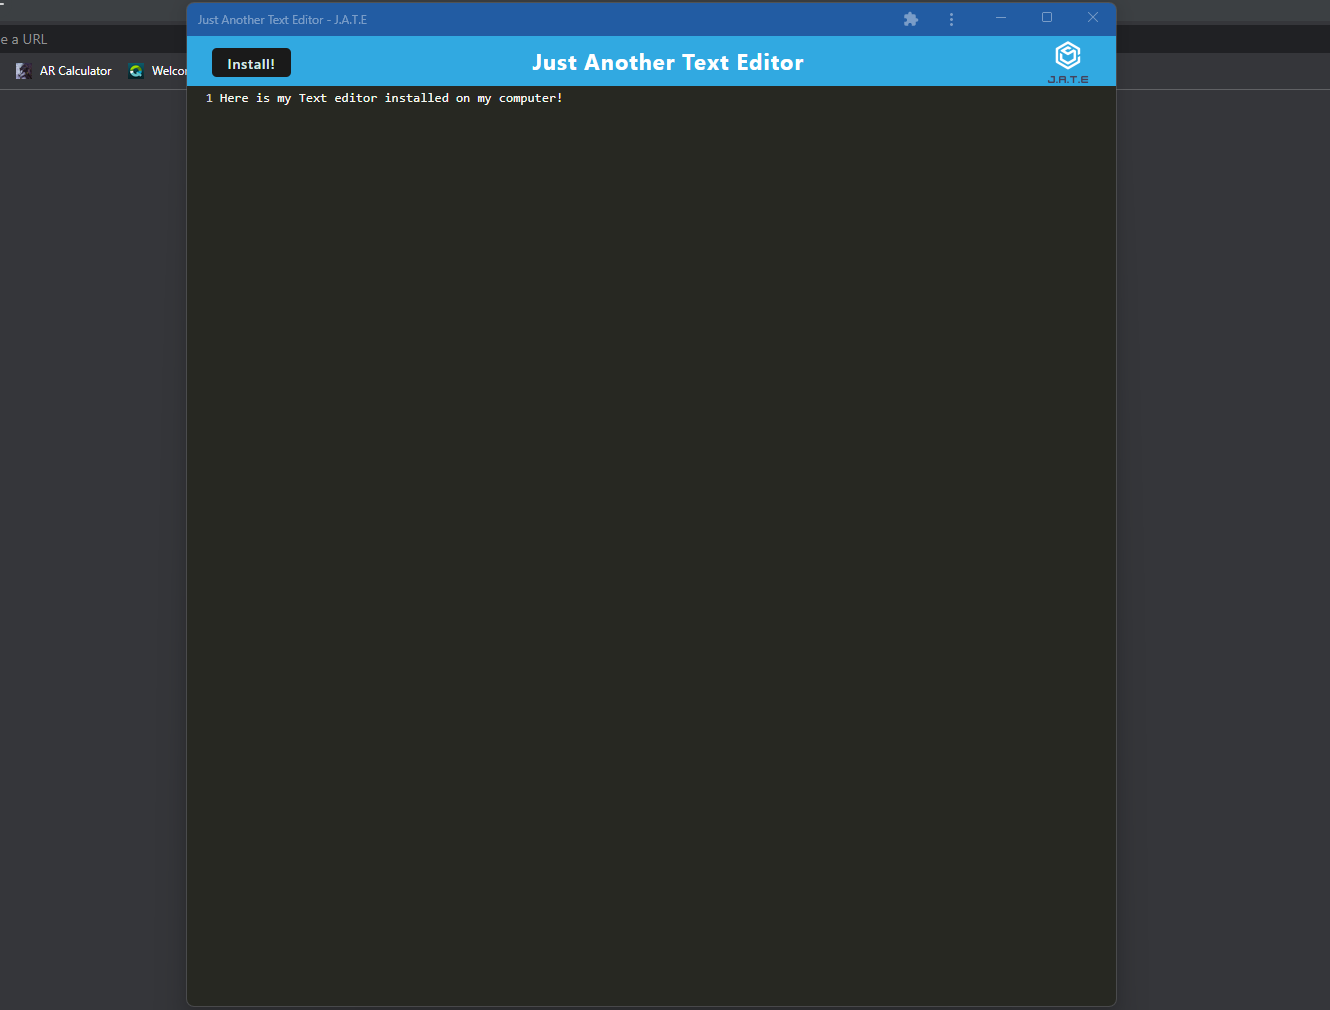 Just Another Text Editor - J.A.T.E
e a URL
AR Calculator
Welcor
Install!
Just Another Text Editor
J.A.T.E
1 Here is my Text editor installed on my computer!